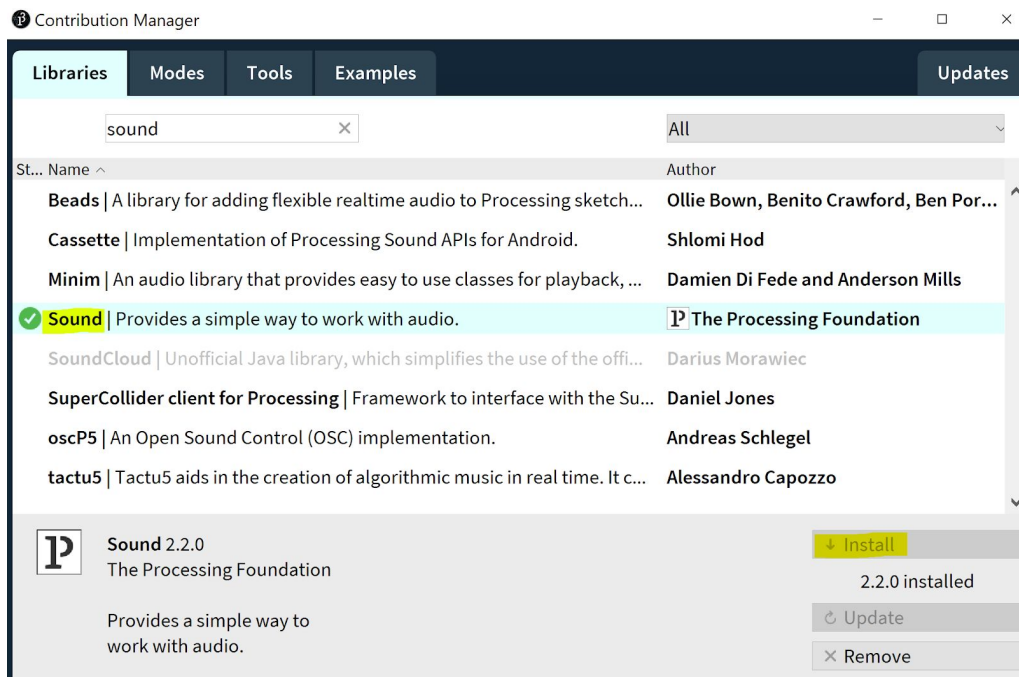 Contribution Manager
Libraries Modes Tools Examples Updates
sound All
St... Name Author
Beads | A library for adding flexible realtime audio to Processing sketch... Ollie Bown, Benito Crawford, Ben Por...
Cassette | Implementation of Processing Sound APIs for Android. Shlomi Hod
Minim | An audio library that provides easy to use classes for playback, ... Damien Di Fede and Anderson Mills
Sound | Provides a simple way to work with audio. P The Processing Foundation
SoundCloud | Unofficial Java library, which simplifies the use of the offi... Darius Morawiec
SuperCollider client for Processing | Framework to interface with the Su... Daniel Jones
oscP5 | An Open Sound Control (OSC) implementation. Andreas Schlegel
tactu5 | Tactu5 aids in the creation of algorithmic music in real time. It c... Alessandro Capozzo
P Sound 2.2.0 Install
The Processing Foundation 2.2.0 installed
Provides a simple way to Update
work with audio. Remove